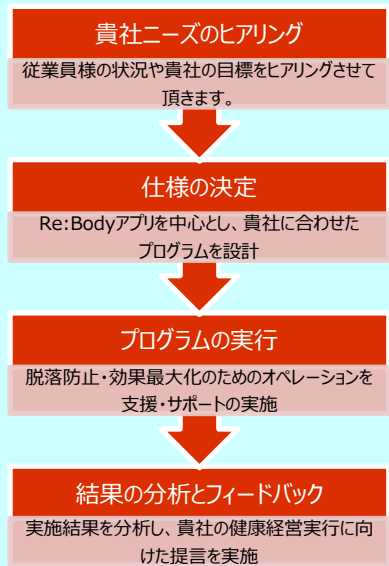 貴社ニーズのヒアリング
従業員様の状況や貴社の目標をヒアリングさせて
頂きます。
仕様の決定
Re:Bodyアプリを中心とし、貴社に合わせた
プログラムを設計
プログラムの実行
脱落防止・効果最大化のためのオペレーションを
支援・サポートの実施
結果の分析とフィードバック
実施結果を分析し、貴社の健康経営実行に向
けた提言を実施